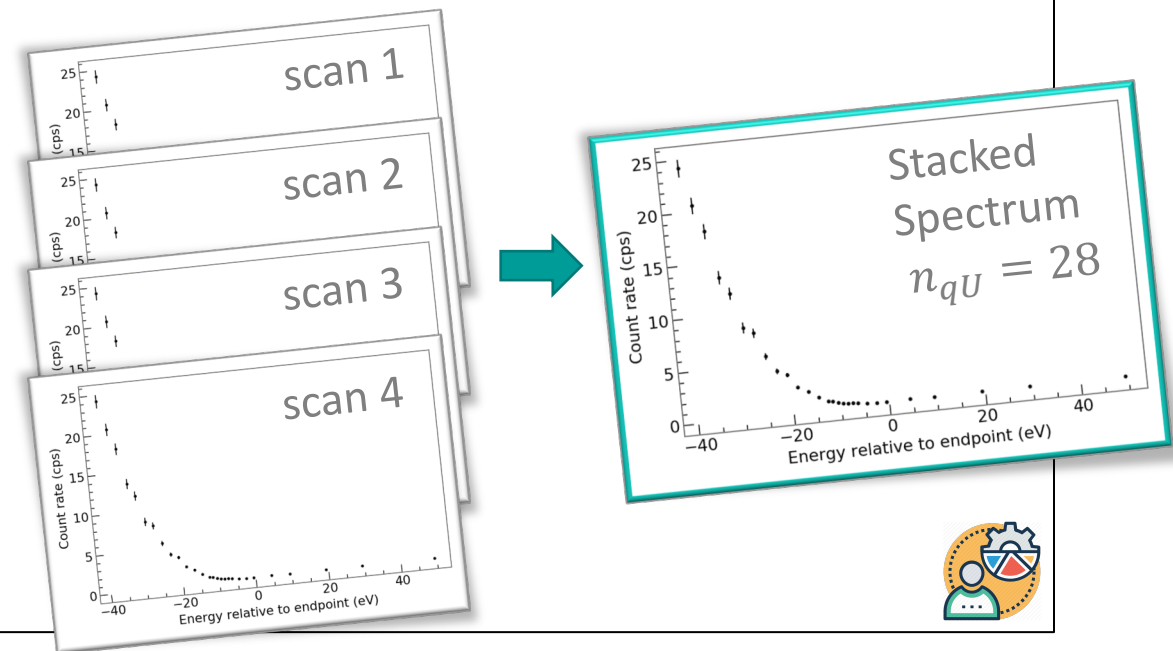 scan 1
25
20
15
(cps)
scan 2
25
20
15
(cps)
scan 3
25
20
15
(cps)
scan 4
25
20
15
10
5
0
Count rate (cps)
−40 −20 0 20 40
Energy relative to endpoint (eV)
Stacked
Spectrum
n_{qU} = 28
25
20
15
10
5
0
Count rate (cps)
−40 −20 0 20 40
Energy relative to endpoint (eV)